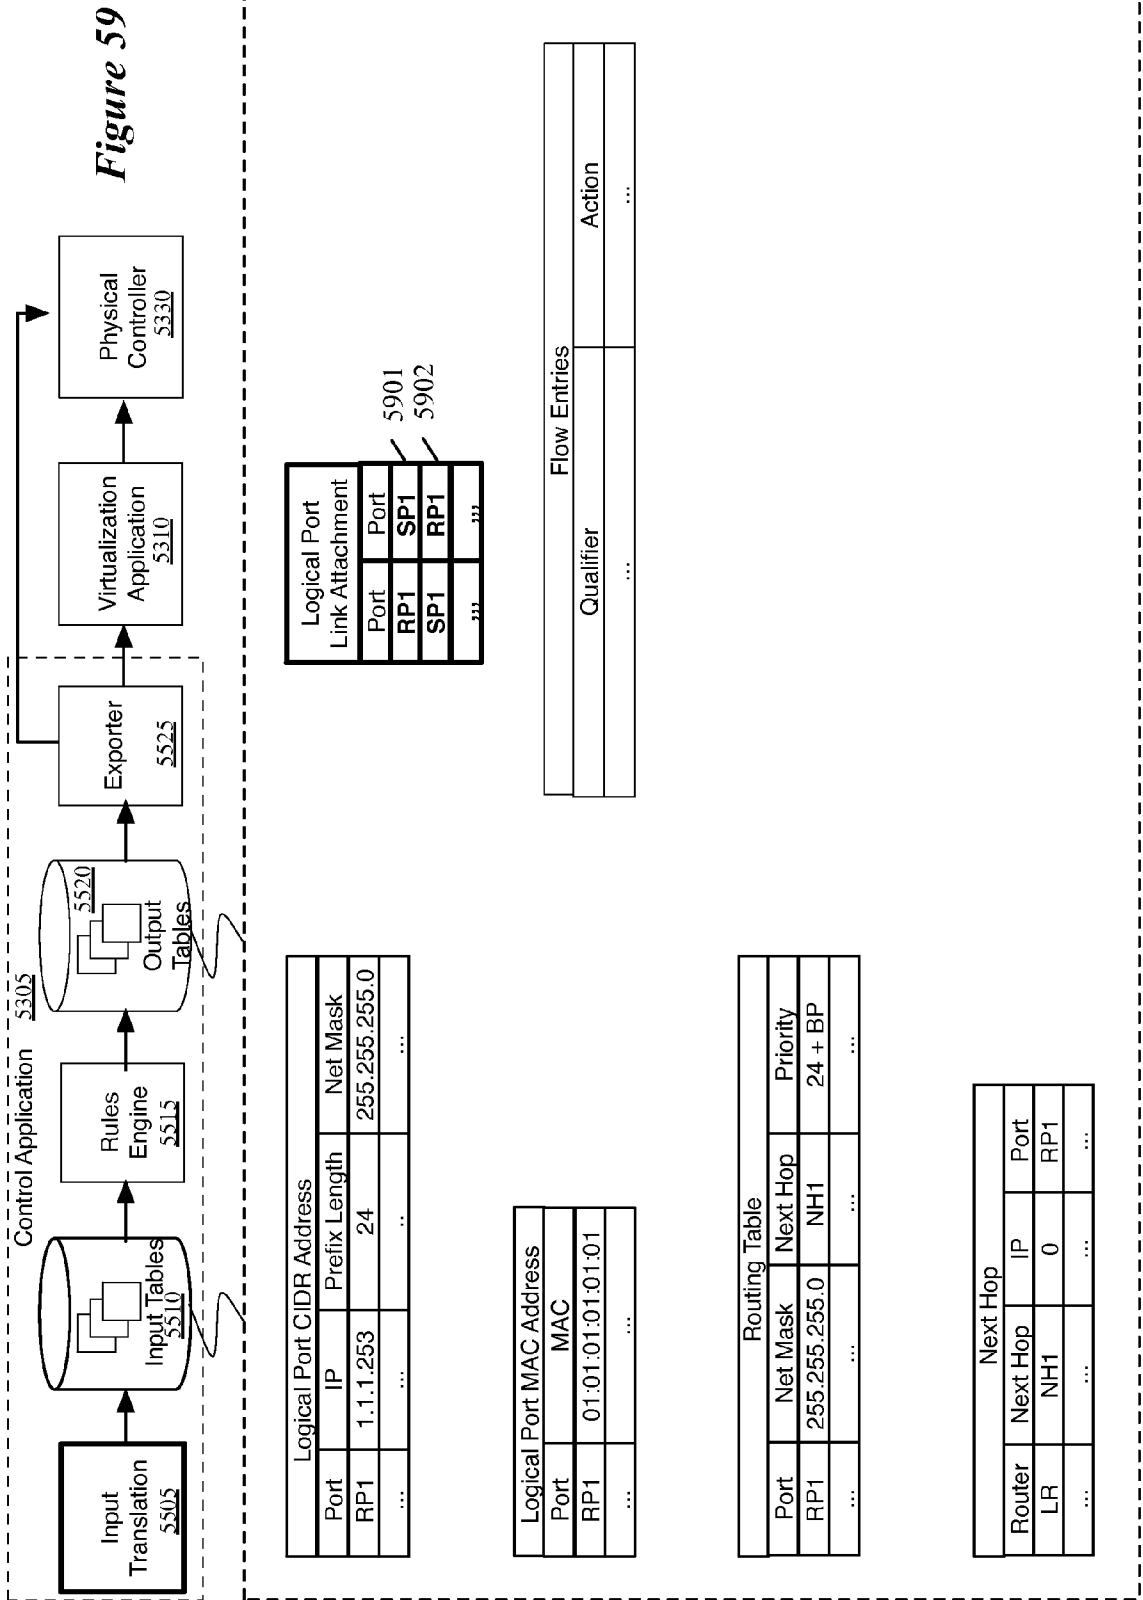 Control Application
5305
Input
Translation
5505
Input Tables
5510
Rules
Engine
5515
5520
Output
Tables
Exporter
5525
Virtualization
Application
5310
Physical
Controller
5330
Figure 59
Logical Port CIDR Address
Port IP Prefix Length Net Mask
RP1 1.1.1.253 24 255.255.255.0
... ... .. ...
Logical Port
Link Attachment
Port Port
RP1 SP1 5901
SP1 RP1 5902
,,, ,,,
Logical Port MAC Address
Port MAC
RP1 01:01:01:01:01:01
... ...
Flow Entries
Qualifier Action
... ...
Routing Table
Port Net Mask Next Hop Priority
RP1 255.255.255.0 NH1 24 + BP
... ... ... ...
Next Hop
Router Next Hop IP Port
LR NH1 0 RP1
... ... ... ...